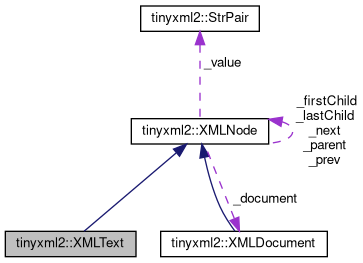 tinyxml2::StrPair
_value
_firstChild
_lastChild
_next
_parent
_prev
tinyxml2::XMLNode
_document
tinyxml2::XMLText
tinyxml2::XMLDocument